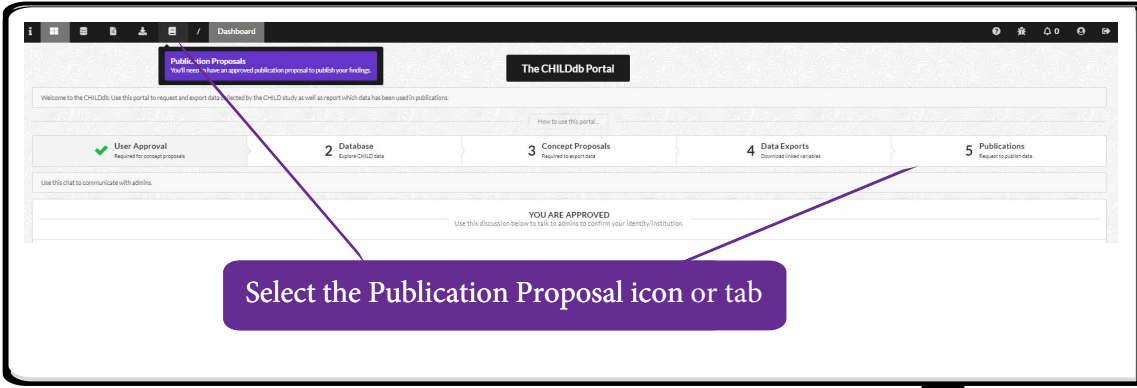 i / Dashboard 0
Publication Proposals
You'll need to have an approved publication proposal to publish your findings.
The CHILDdb Portal
Welcome to the CHILDdb. Use this portal to request and export data collected by the CHILD study as well as report which data has been used in publications.
How to use this portal...
User Approval
Required for concept proposals
2 Database
Explore CHILD data
3 Concept Proposals
Required to export data
4 Data Exports
Download linked variables
5 Publications
Request to publish data
Use this chat to communicate with admins.
YOU ARE APPROVED
Use this discussion below to talk to admins to confirm your identity/institution.
Select the Publication Proposal icon or tab